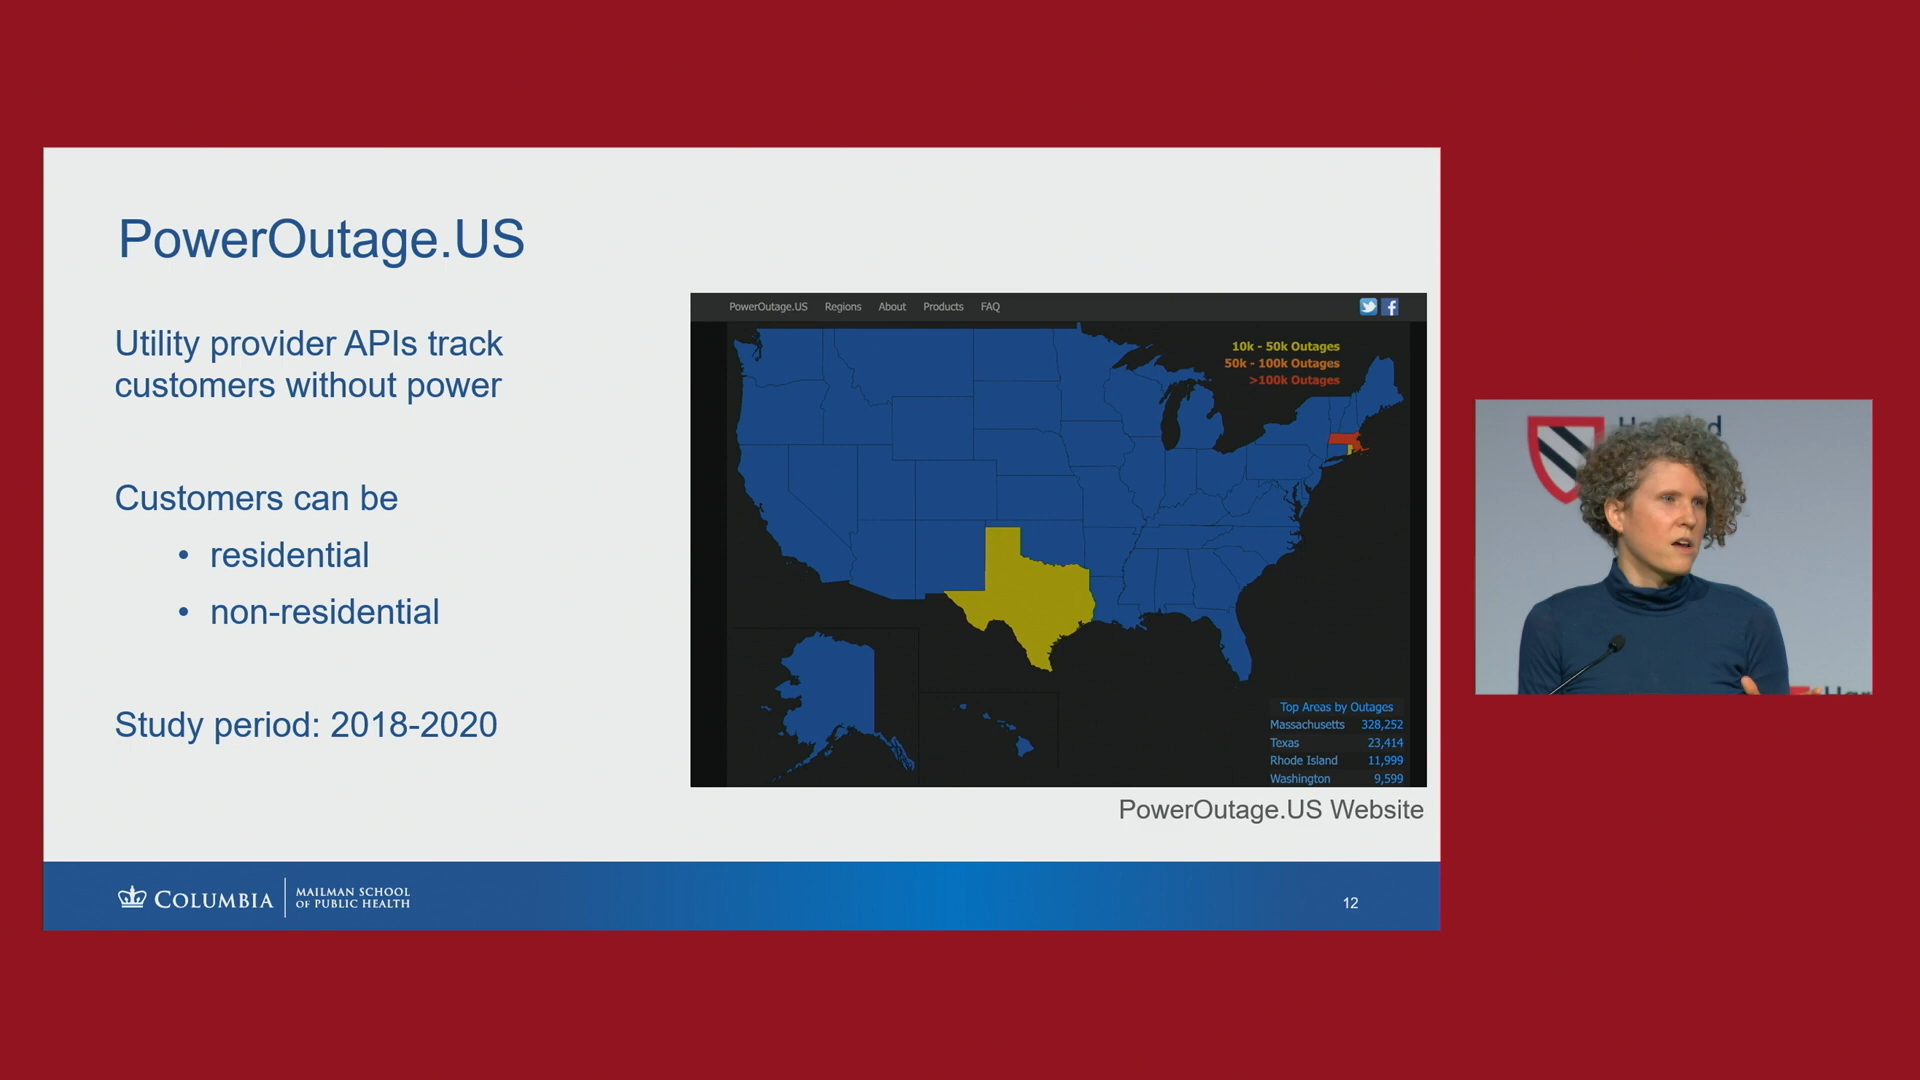 PowerOutage.US
Utility provider APIs track
customers without power
Customers can be
• residential
• non-residential
Study period: 2018-2020
PowerOutage.US Regions About Products FAQ
10k - 50k Outages
50k - 100k Outages
>100k Outages
Top Areas by Outages
Massachusetts 328,252
Texas 23,414
Rhode Island 11,999
Washington 9,599
PowerOutage.US Website
COLUMBIA
MAILMAN SCHOOL
OF PUBLIC HEALTH
12